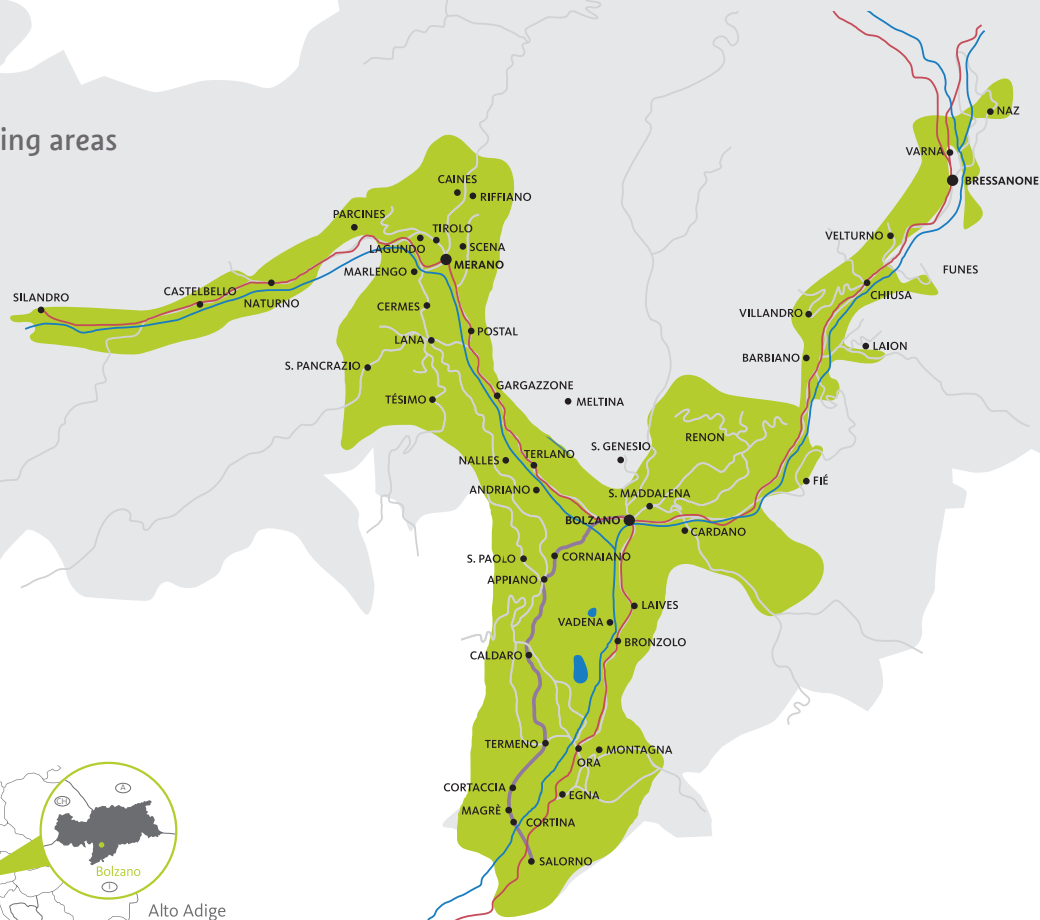 NAZ
ing areas
VARNA
CAINES
BRESSANONE
RIFFIANO
PARCINES
TIROLO
VELTURNO
LAGUNDO
SCENA
MERANO
MARLENGO
FUNES
CASTELBELLO
SILANDRO
CHIUSA
NATURNO
CERMES
VILLANDRO
POSTAL
LANA
LAION
BARBIANO
S. PANCRAZIO
GARGAZZONE
TÉSIMO
MELTINA
RENON
S. GENESIO
TERLANO
NALLES
FIÉ
ANDRIANO
S. MADDALENA
BOLZANO
CARDANO
S. PAOLO
CORNAIANO
APPIANO
LAIVES
VADENA
BRONZOLO
CALDARO
TERMENO
MONTAGNA
ORA
CORTACCIA
A
EGNA
CH
MAGRÈ
CORTINA
SALORNO
Bolzano
I
Alto Adige